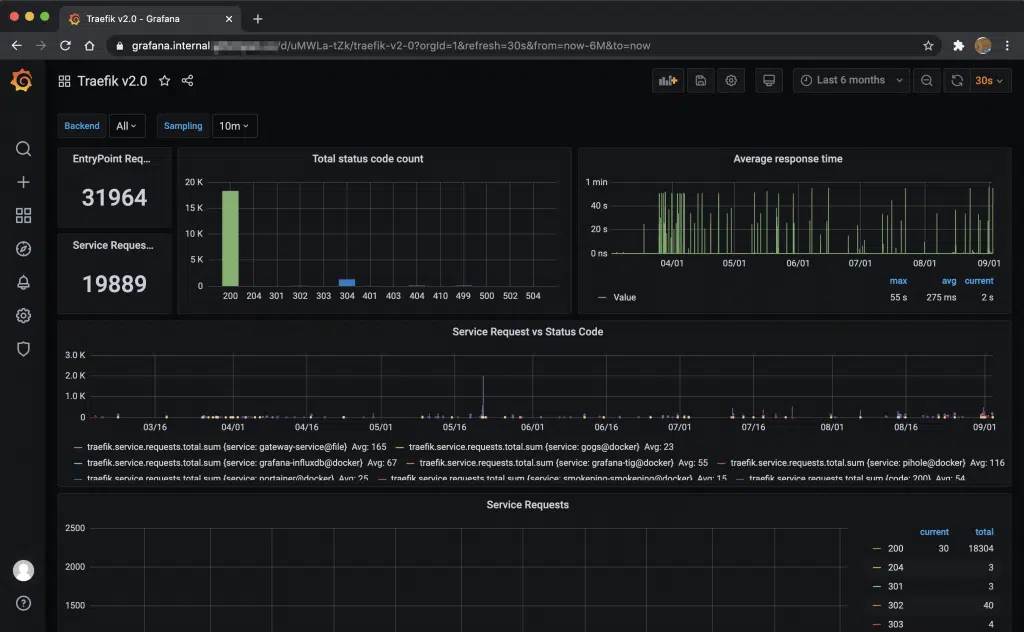 Traefik v2.0 - Grafana
grafana.internal /d/uMWLa-tZk/traefik-v2-0?orgId=1&refresh=30s&from=now-6M&to=now
Traefik v2.0
Last 6 months
30s
Backend All Sampling 10m
EntryPoint Req...
31964
Service Reques...
19889
Total status code count
20 K
15 K
10 K
5 K
0
200 204 301 302 303 304 401 403 404 410 499 500 502 504
Average response time
1 min
40 s
20 s
0 ns
04/01 05/01 06/01 07/01 08/01 09/01
max avg current
Value 55 s 275 ms 2 s
Service Request vs Status Code
3.0 K
2.0 K
1.0 K
0
03/16 04/01 04/16 05/01 05/16 06/01 06/16 07/01 07/16 08/01 08/16 09/01
traefik.service.requests.total.sum {service: gateway-service@file} Avg: 165 traefik.service.requests.total.sum {service: gogs@docker} Avg: 23
traefik.service.requests.total.sum {service: grafana-influxdb@docker} Avg: 67 traefik.service.requests.total.sum {service: grafana-tig@docker} Avg: 55 traefik.service.requests.total.sum {service: pihole@docker} Avg: 116
traefik.service.requests.total.sum {service: portainer@docker} Avg: 25 traefik.service.requests.total.sum {service: smokeping-smokeping@docker} Avg: 15 traefik.service.requests.total.sum {code: 200} Avg: 54
Service Requests
2500
2000
1500
current total
200 30 18304
204 3
301 3
302 40
303 4